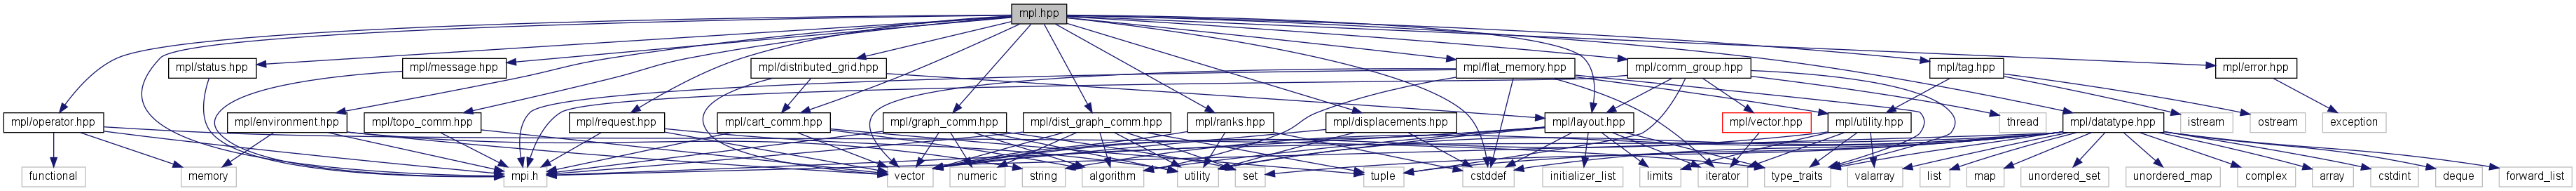 mpl.hpp
mpl/status.hpp
mpl/message.hpp
mpl/distributed_grid.hpp
mpl/flat_memory.hpp
mpl/comm_group.hpp
mpl/tag.hpp
mpl/error.hpp
mpl/operator.hpp
mpl/environment.hpp
mpl/topo_comm.hpp
mpl/request.hpp
mpl/cart_comm.hpp
mpl/graph_comm.hpp
mpl/dist_graph_comm.hpp
mpl/ranks.hpp
mpl/displacements.hpp
mpl/layout.hpp
mpl/vector.hpp
mpl/utility.hpp
thread
mpl/datatype.hpp
istream
ostream
exception
functional
memory
mpi.h
vector
numeric
string
algorithm
utility
set
tuple
cstddef
initializer_list
limits
iterator
type_traits
valarray
list
map
unordered_set
unordered_map
complex
array
cstdint
deque
forward_list